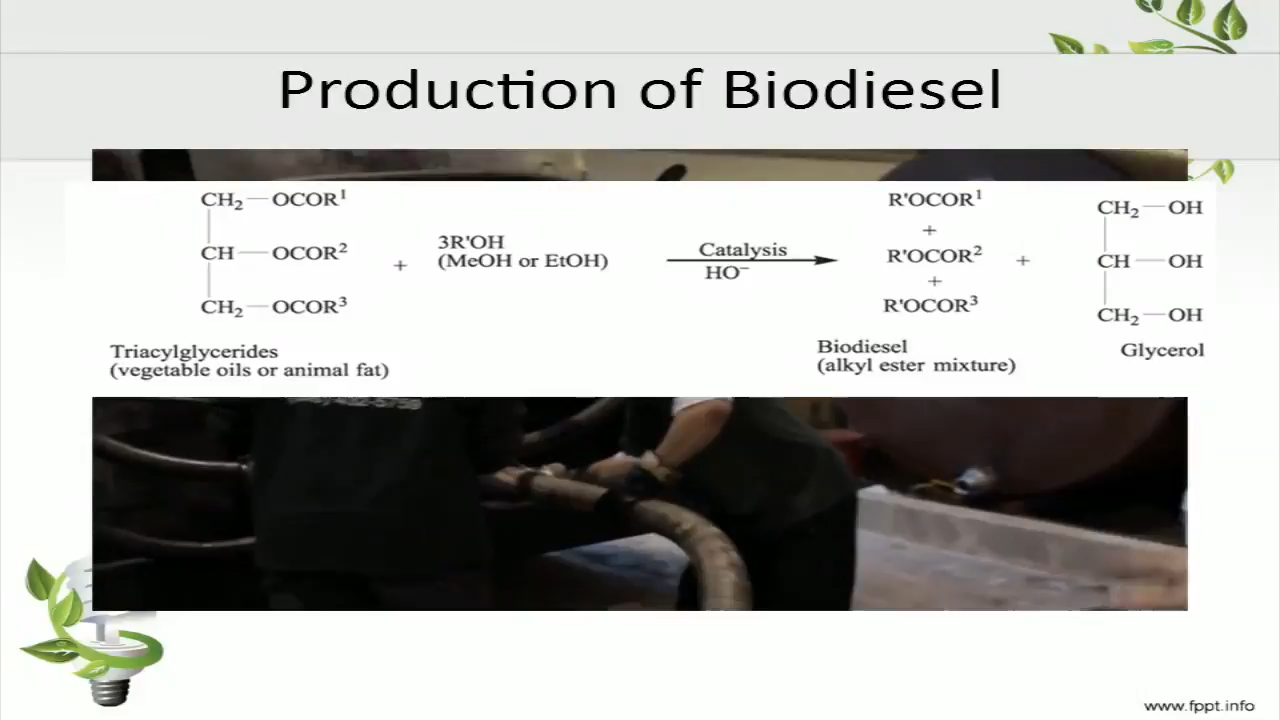 Production of Biodiesel
CH₂ — OCOR¹
CH — OCOR²
CH₂ — OCOR³
+
3R'OH
(MeOH or EtOH)
Catalysis
HO⁻
R'OCOR¹
+
R'OCOR²
+
R'OCOR³
+
CH₂ — OH
CH — OH
CH₂ — OH
Triacylglycerides
(vegetable oils or animal fat)
Biodiesel
(alkyl ester mixture)
Glycerol
www.fppt.info